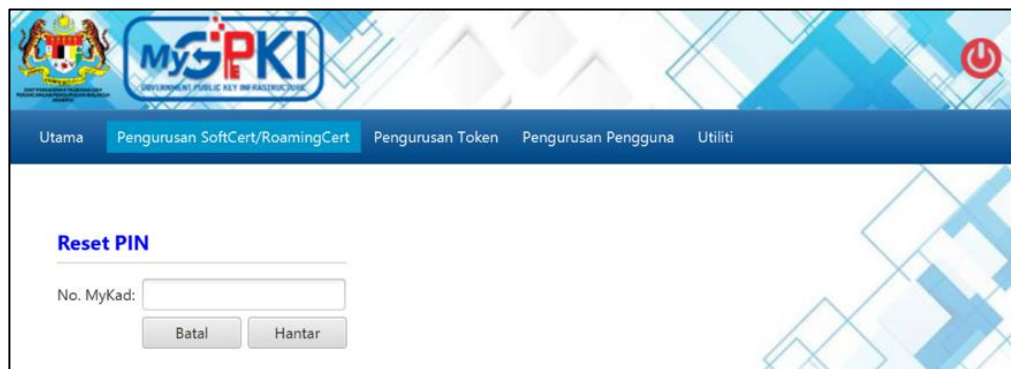 MyGPKI
GOVERNMENT PUBLIC KEY INFRASTRUCTURE
Utama Pengurusan SoftCert/RoamingCert Pengurusan Token Pengurusan Pengguna Utiliti
Reset PIN
No. MyKad:
Batal Hantar